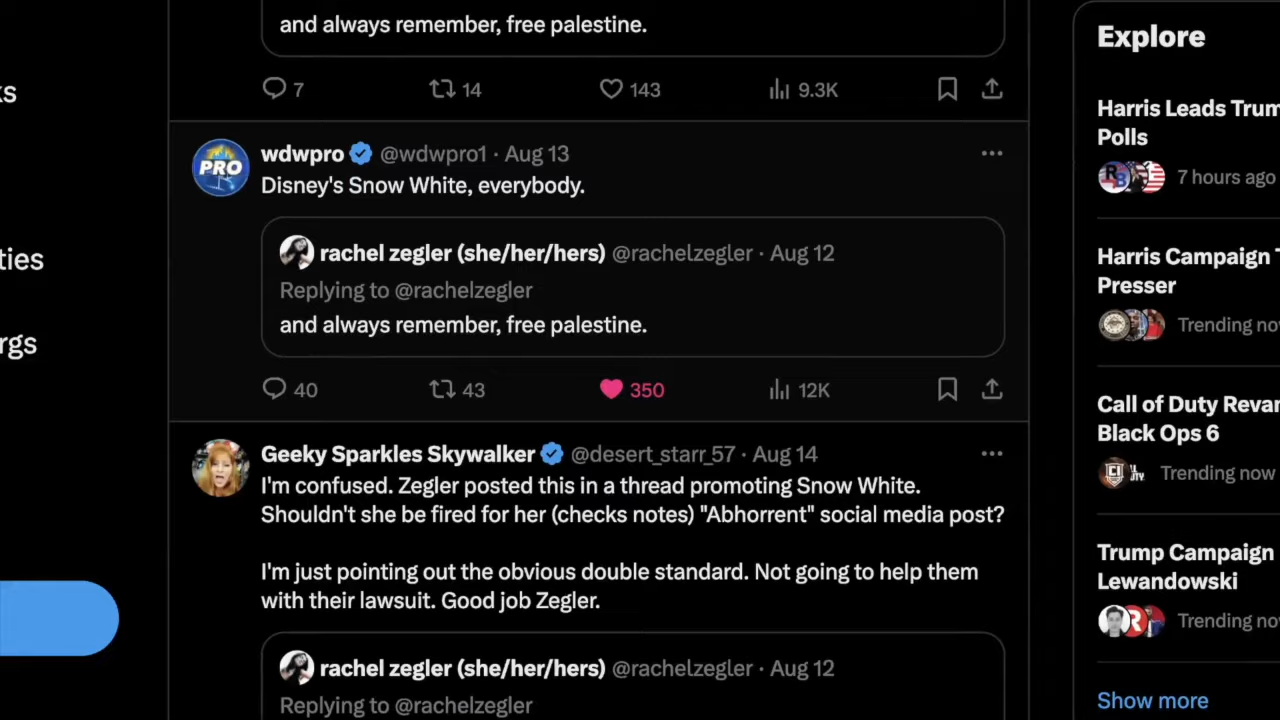 and always remember, free palestine.
7 14 143 9.3K
wdwpro @wdwpro1 · Aug 13
PRO
Disney's Snow White, everybody.
rachel zegler (she/her/hers) @rachelzegler · Aug 12
Replying to @rachelzegler
and always remember, free palestine.
40 43 350 12K
Geeky Sparkles Skywalker @desert_starr_57 · Aug 14
I'm confused. Zegler posted this in a thread promoting Snow White.
Shouldn't she be fired for her (checks notes) "Abhorrent" social media post?
I'm just pointing out the obvious double standard. Not going to help them
with their lawsuit. Good job Zegler.
rachel zegler (she/her/hers) @rachelzegler · Aug 12
Replying to @rachelzegler
ks
ties
rgs
Explore
Harris Leads Trum
Polls
7 hours ago
Harris Campaign T
Presser
Trending no
Call of Duty Revam
Black Ops 6
Trending now
Trump Campaign
Lewandowski
Trending no
Show more